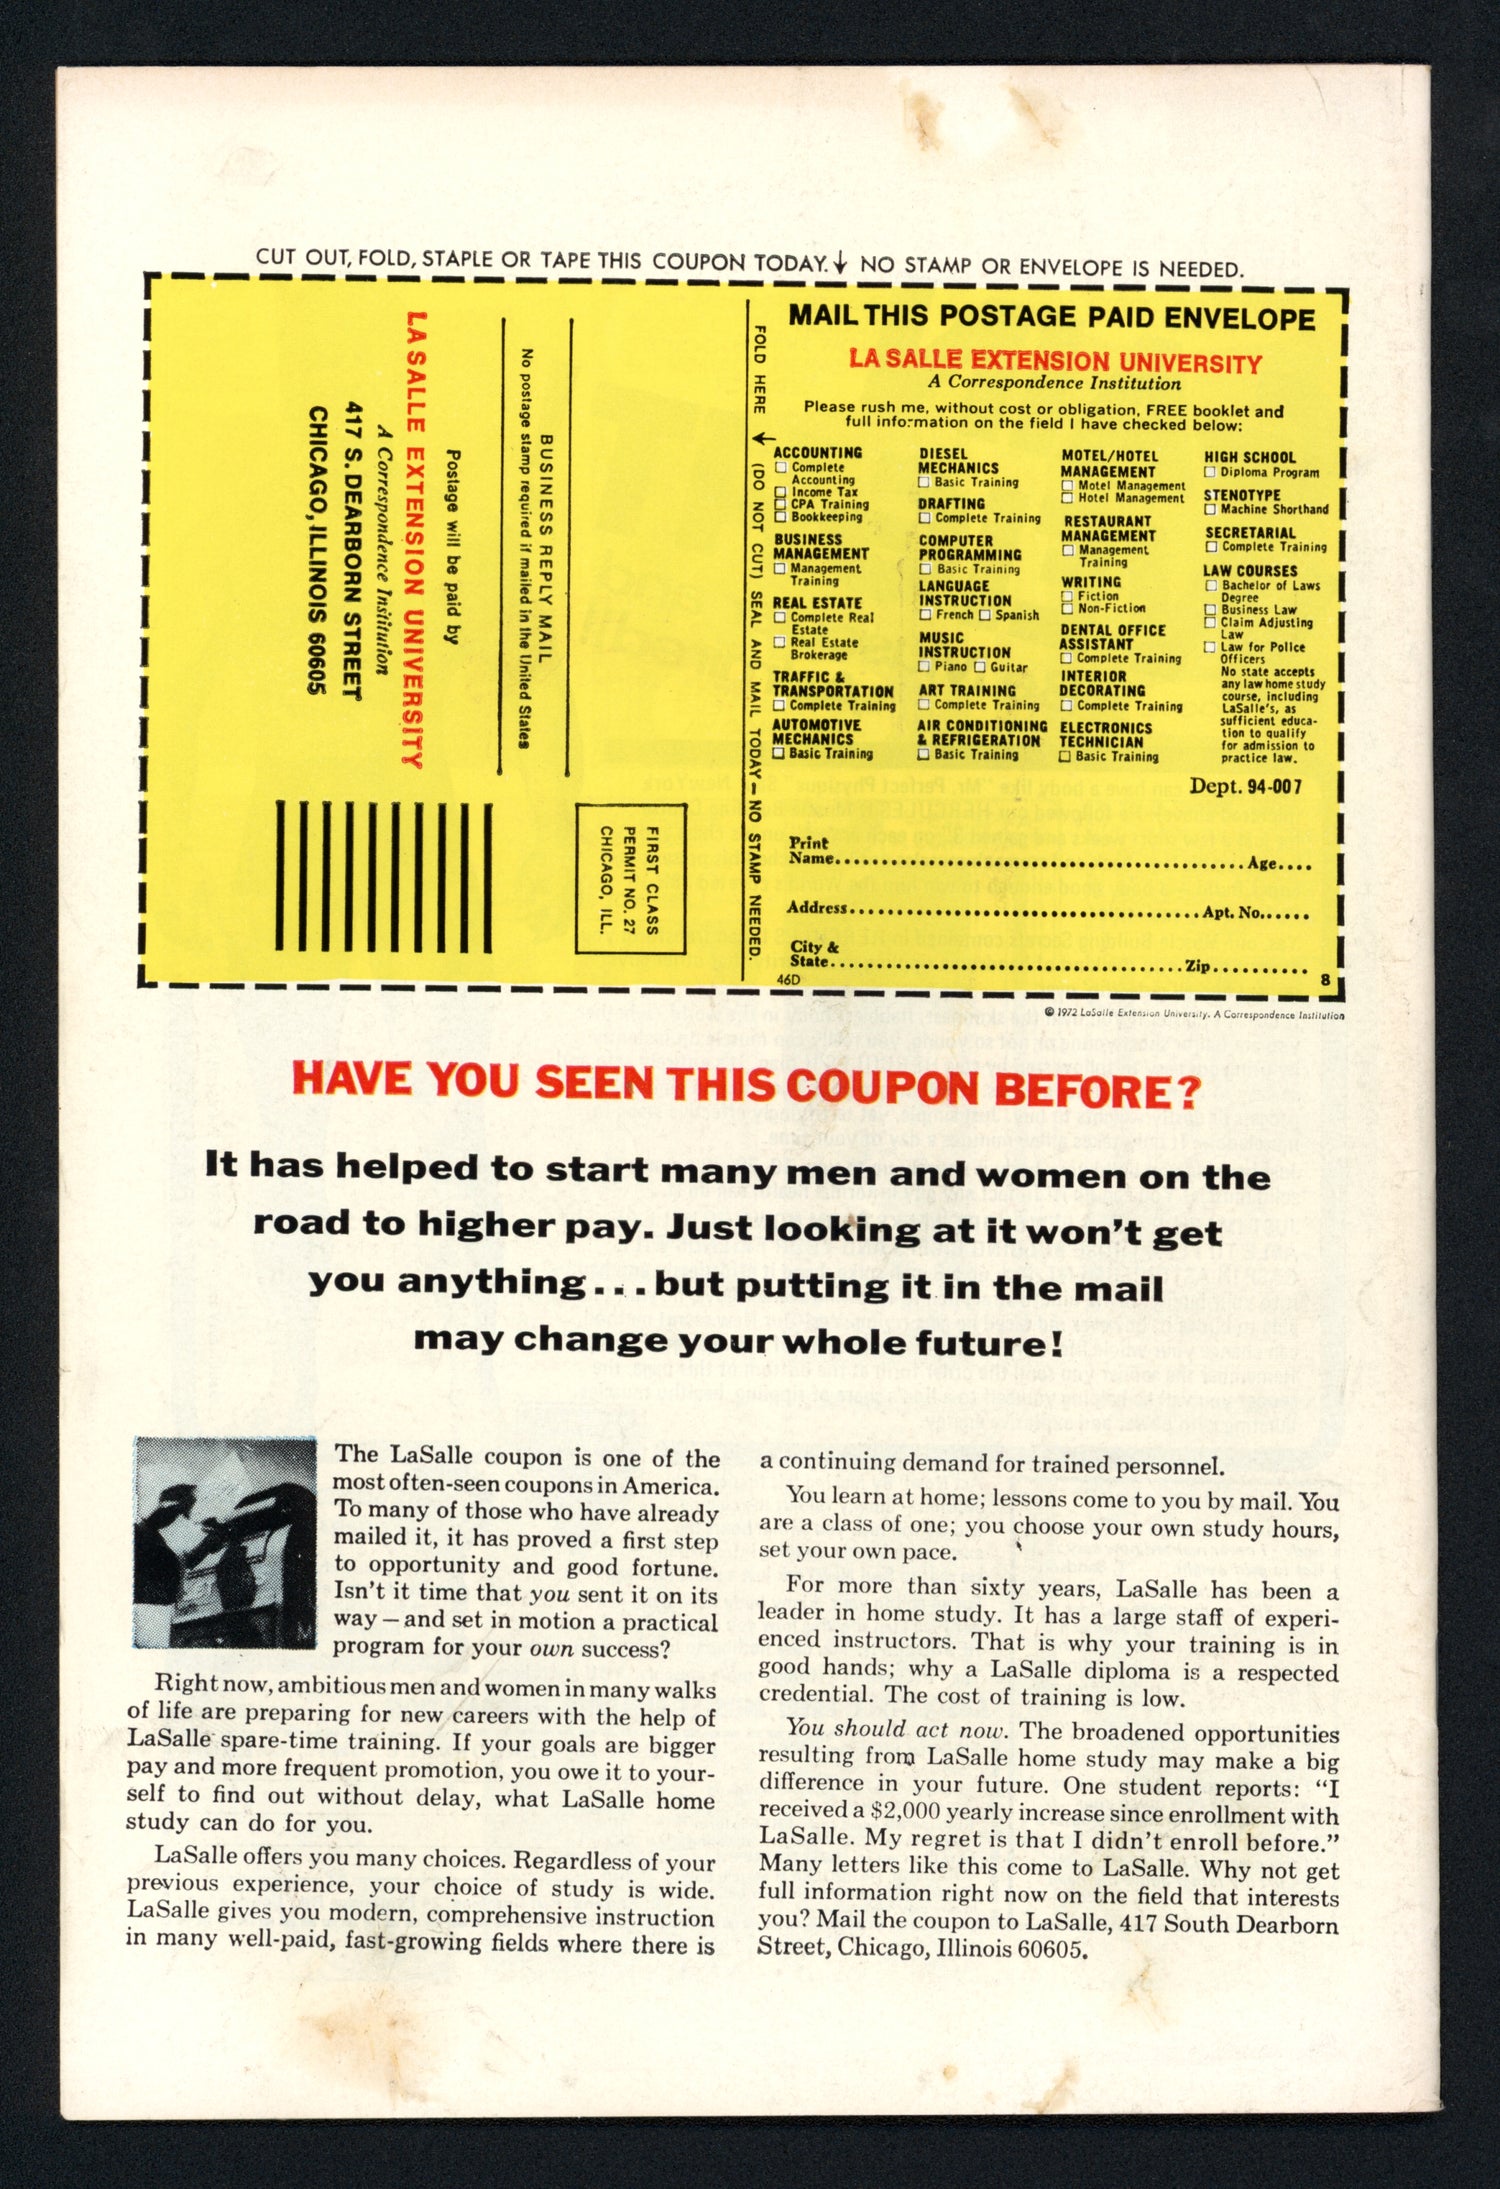 CUT OUT, FOLD, STAPLE OR TAPE THIS COUPON TODAY. ↓ NO STAMP OR ENVELOPE IS NEEDED.
BUSINESS REPLY MAIL
No postage stamp required if mailed in the United States
Postage will be paid by
LA SALLE EXTENSION UNIVERSITY
A Correspondence Institution
417 S. DEARBORN STREET
CHICAGO, ILLINOIS 60605
FIRST CLASS
PERMIT NO. 27
CHICAGO, ILL.
FOLD HERE ← (DO NOT CUT) SEAL AND MAIL TODAY — NO STAMP NEEDED.
MAIL THIS POSTAGE PAID ENVELOPE
LA SALLE EXTENSION UNIVERSITY
A Correspondence Institution
Please rush me, without cost or obligation, FREE booklet and
full information on the field I have checked below:
ACCOUNTING
☐ Complete
Accounting
☐ Income Tax
☐ CPA Training
☐ Bookkeeping
BUSINESS
MANAGEMENT
☐ Management
Training
REAL ESTATE
☐ Complete Real
Estate
☐ Real Estate
Brokerage
TRAFFIC &
TRANSPORTATION
☐ Complete Training
AUTOMOTIVE
MECHANICS
☐ Basic Training
DIESEL
MECHANICS
☐ Basic Training
DRAFTING
☐ Complete Training
COMPUTER
PROGRAMMING
☐ Basic Training
LANGUAGE
INSTRUCTION
☐ French ☐ Spanish
MUSIC
INSTRUCTION
☐ Piano ☐ Guitar
ART TRAINING
☐ Complete Training
AIR CONDITIONING
& REFRIGERATION
☐ Basic Training
MOTEL/HOTEL
MANAGEMENT
☐ Motel Management
☐ Hotel Management
RESTAURANT
MANAGEMENT
☐ Management
Training
WRITING
☐ Fiction
☐ Non-Fiction
DENTAL OFFICE
ASSISTANT
☐ Complete Training
INTERIOR
DECORATING
☐ Complete Training
ELECTRONICS
TECHNICIAN
☐ Basic Training
HIGH SCHOOL
☐ Diploma Program
STENOTYPE
☐ Machine Shorthand
SECRETARIAL
☐ Complete Training
LAW COURSES
☐ Bachelor of Laws
Degree
☐ Business Law
☐ Claim Adjusting
Law
☐ Law for Police
Officers
No state accepts
any law home study
course, including
LaSalle's, as
sufficient educa-
tion to qualify
for admission to
practice law.
Dept. 94-007
Print
Name.................................................Age....
Address.............................................Apt. No......
City &
State...........................................Zip..........
46D 8
© 1972 LaSalle Extension University. A Correspondence Institution
HAVE YOU SEEN THIS COUPON BEFORE?
It has helped to start many men and women on the
road to higher pay. Just looking at it won't get
you anything...but putting it in the mail
may change your whole future!
The LaSalle coupon is one of the
most often-seen coupons in America.
To many of those who have already
mailed it, it has proved a first step
to opportunity and good fortune.
Isn't it time that you sent it on its
way — and set in motion a practical
program for your own success?
Right now, ambitious men and women in many walks
of life are preparing for new careers with the help of
LaSalle spare-time training. If your goals are bigger
pay and more frequent promotion, you owe it to your-
self to find out without delay, what LaSalle home
study can do for you.
LaSalle offers you many choices. Regardless of your
previous experience, your choice of study is wide.
LaSalle gives you modern, comprehensive instruction
in many well-paid, fast-growing fields where there is
a continuing demand for trained personnel.
You learn at home; lessons come to you by mail. You
are a class of one; you choose your own study hours,
set your own pace.
For more than sixty years, LaSalle has been a
leader in home study. It has a large staff of experi-
enced instructors. That is why your training is in
good hands; why a LaSalle diploma is a respected
credential. The cost of training is low.
You should act now. The broadened opportunities
resulting from LaSalle home study may make a big
difference in your future. One student reports: “I
received a $2,000 yearly increase since enrollment with
LaSalle. My regret is that I didn't enroll before.”
Many letters like this come to LaSalle. Why not get
full information right now on the field that interests
you? Mail the coupon to LaSalle, 417 South Dearborn
Street, Chicago, Illinois 60605.